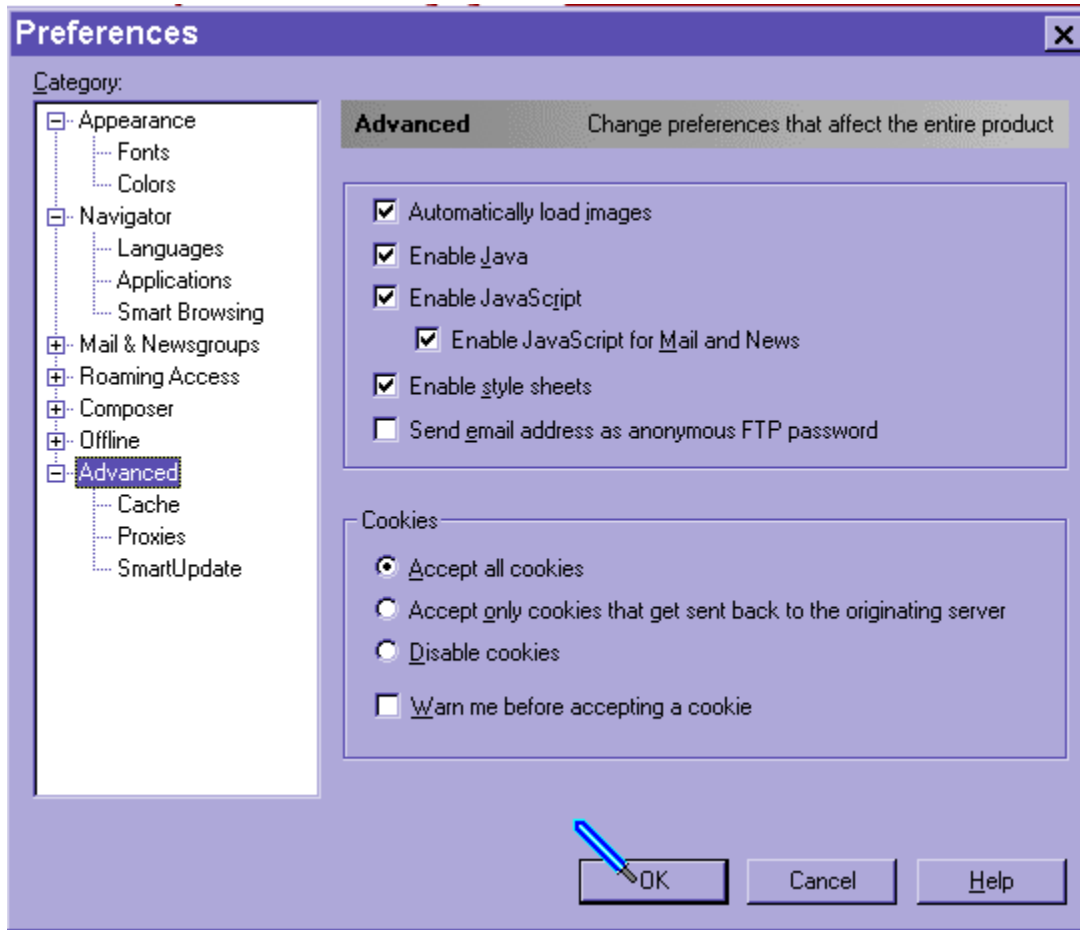 Preferences
Category:
Appearance
Fonts
Colors
Navigator
Languages
Applications
Smart Browsing
Mail & Newsgroups
Roaming Access
Composer
Offline
Advanced
Cache
Proxies
SmartUpdate
Advanced Change preferences that affect the entire product
Automatically load images
Enable Java
Enable JavaScript
Enable JavaScript for Mail and News
Enable style sheets
Send email address as anonymous FTP password
Cookies
Accept all cookies
Accept only cookies that get sent back to the originating server
Disable cookies
Warn me before accepting a cookie
OK Cancel Help